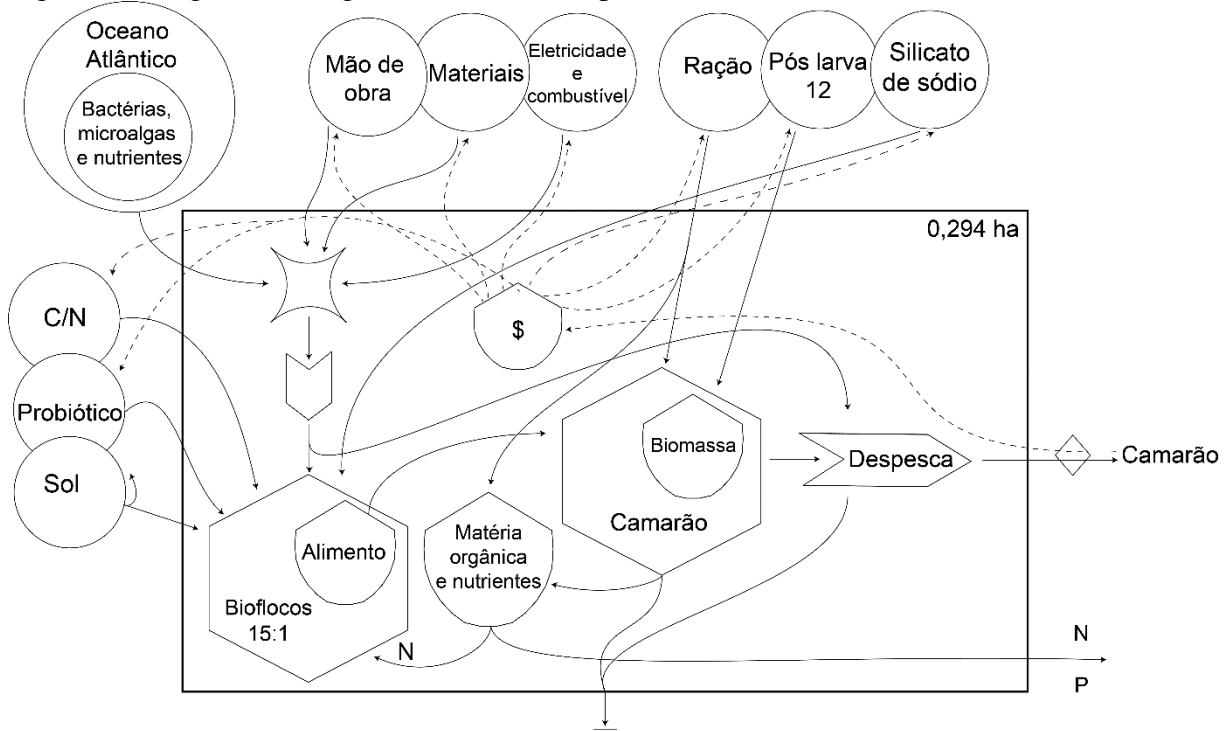 Oceano
Atlântico
Bactérias,
microalgas
e nutrientes
Mão de
obra
Materiais
Eletricidade
e
combustível
Ração
Pós larva
12
Silicato
de sódio
0,294 ha
C/N
Probiótico
Sol
$
Biomassa
Camarão
Despesca
Camarão
Alimento
Bioflocos
15:1
Matéria
orgânica
e nutrientes
N
N
P